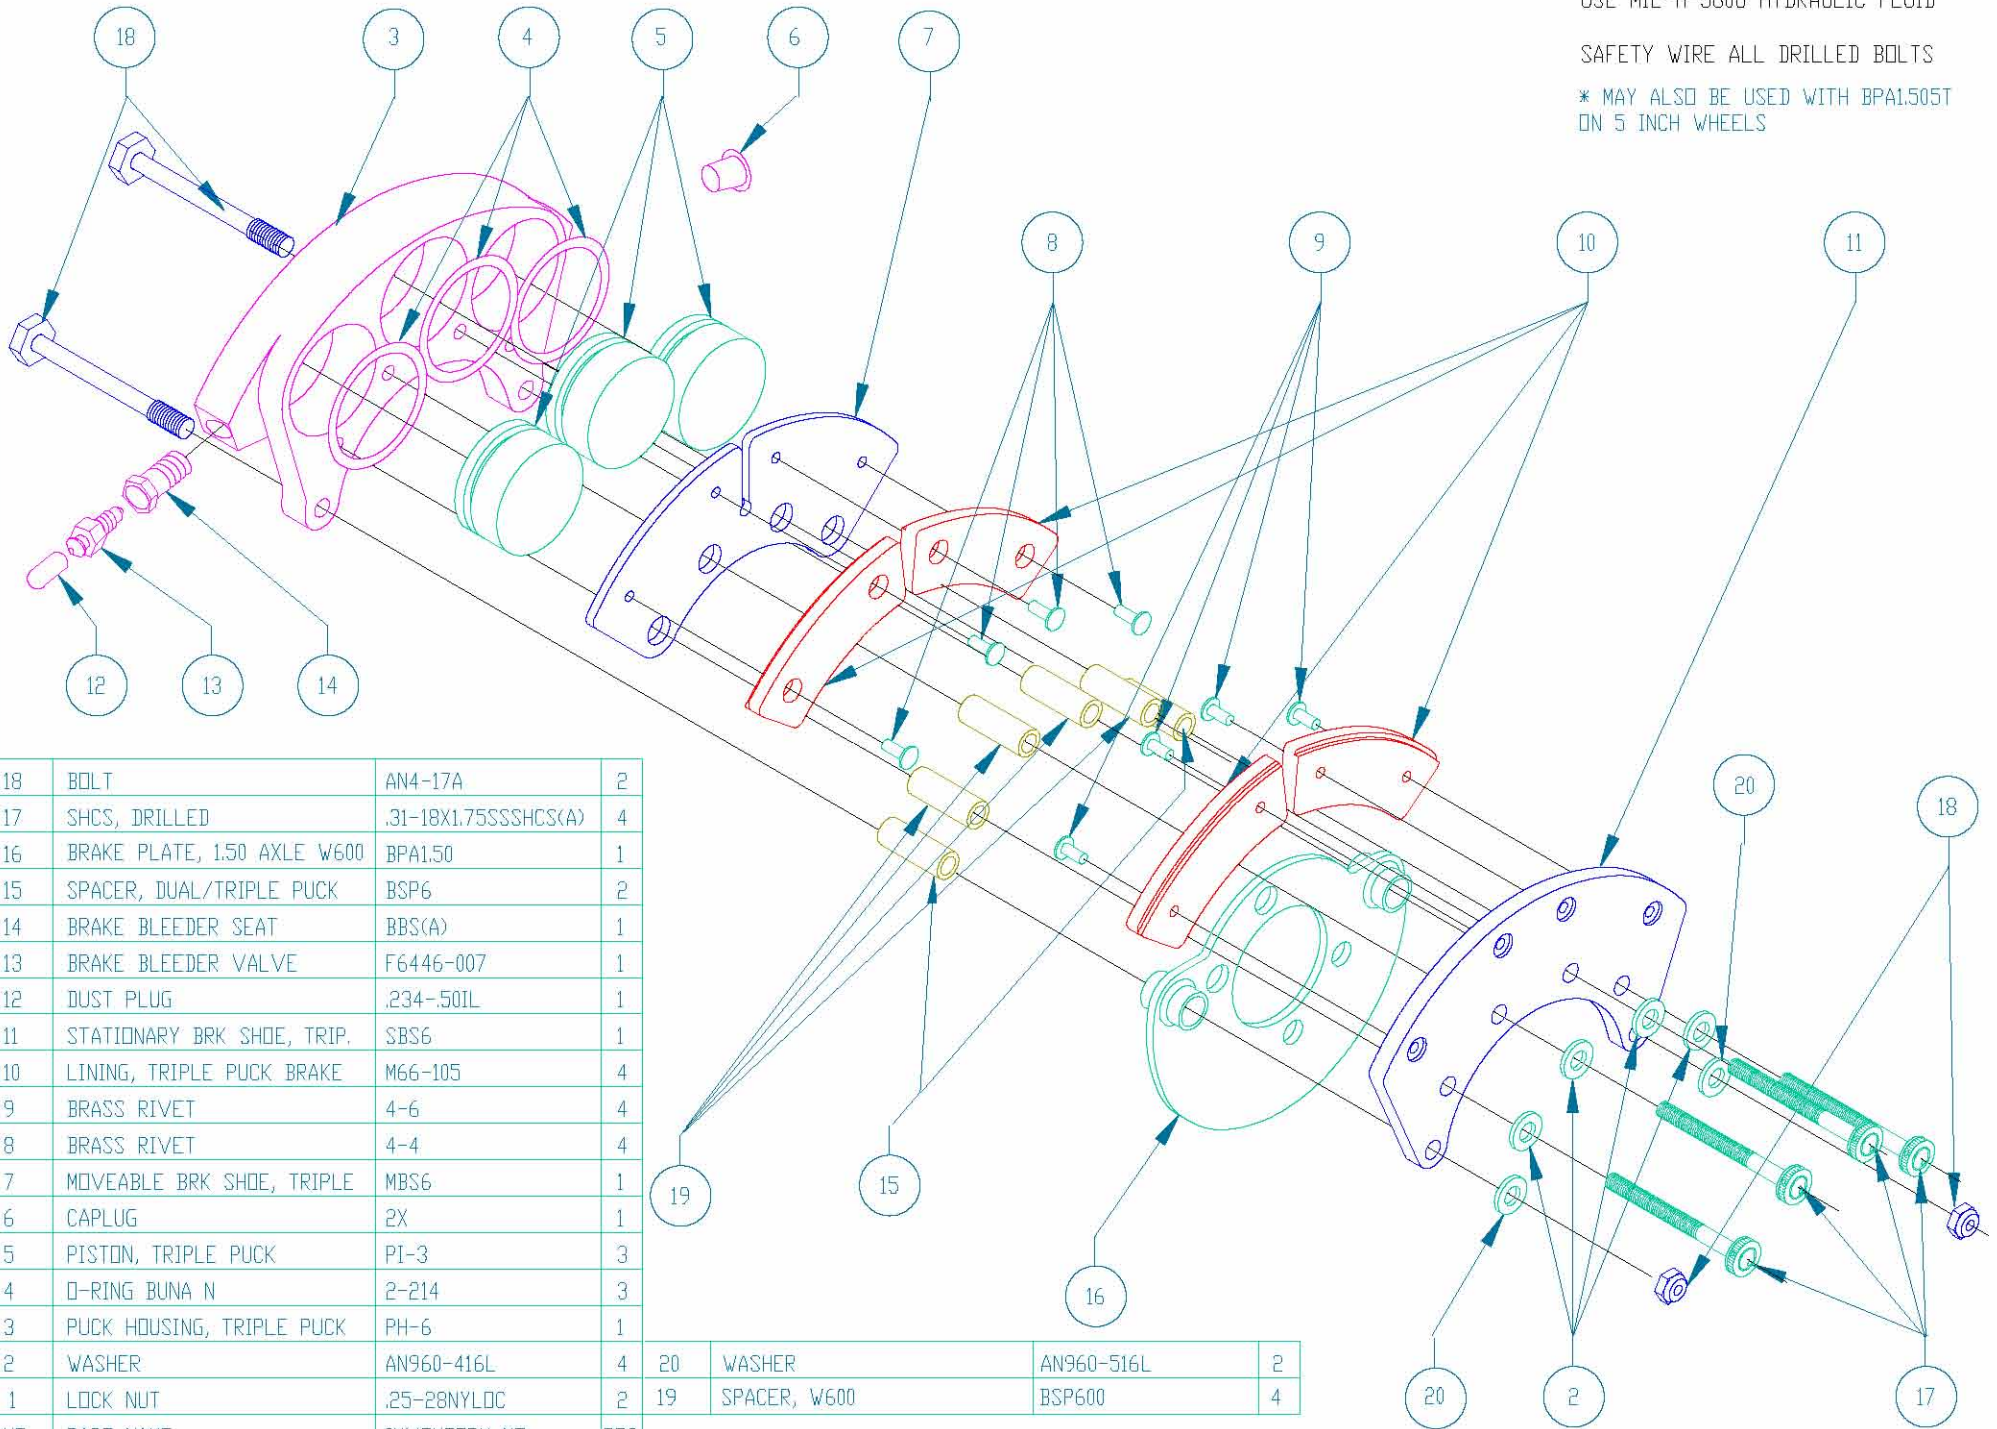 SAFETY WIRE ALL DRILLED BOLTS
* MAY ALSO BE USED WITH BPA1.505T
ON 5 INCH WHEELS
18 3 4 5 6 7
8 9 10 11
12 13 14
20 18
19 15 16
20 2 17
18 BOLT AN4-17A 2
17 SHCS, DRILLED .31-18X1.75SSSHCS(A) 4
16 BRAKE PLATE, 1.50 AXLE W600 BPA1.50 1
15 SPACER, DUAL/TRIPLE PUCK BSP6 2
14 BRAKE BLEEDER SEAT BBS(A) 1
13 BRAKE BLEEDER VALVE F6446-007 1
12 DUST PLUG .234-.50IL 1
11 STATIONARY BRK SHOE, TRIP. SBS6 1
10 LINING, TRIPLE PUCK BRAKE M66-105 4
9 BRASS RIVET 4-6 4
8 BRASS RIVET 4-4 4
7 MOVEABLE BRK SHOE, TRIPLE MBS6 1
6 CAPLUG 2X 1
5 PISTON, TRIPLE PUCK PI-3 3
4 O-RING BUNA N 2-214 3
3 PUCK HOUSING, TRIPLE PUCK PH-6 1
2 WASHER AN960-416L 4
1 LOCK NUT .25-28NYLOC 2
20 WASHER AN960-516L 2
19 SPACER, W600 BSP600 4